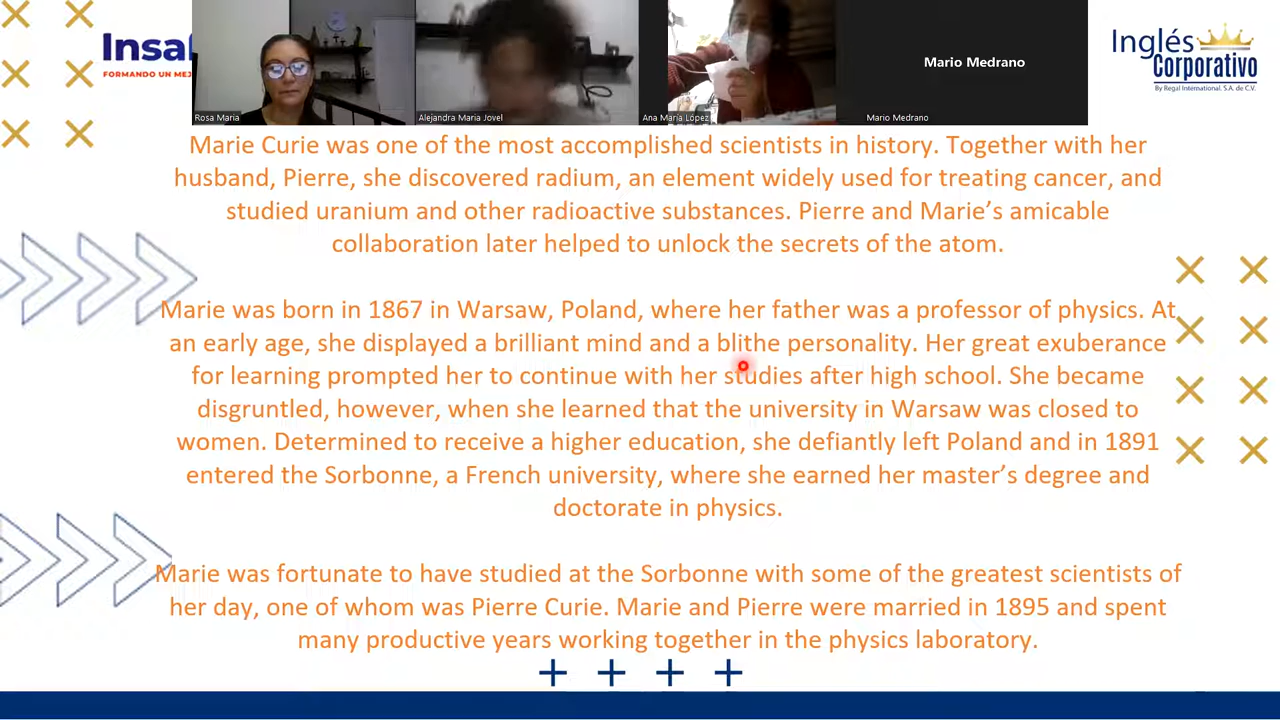 Insaf
FORMANDO UN MEJ
Rosa Maria
Alejandra Maria Jovel
Ana María López
Mario Medrano
Mario Medrano
Inglés
Corporativo
By Regal International, S.A. de C.V.
Marie Curie was one of the most accomplished scientists in history. Together with her
husband, Pierre, she discovered radium, an element widely used for treating cancer, and
studied uranium and other radioactive substances. Pierre and Marie’s amicable
collaboration later helped to unlock the secrets of the atom.
Marie was born in 1867 in Warsaw, Poland, where her father was a professor of physics. At
an early age, she displayed a brilliant mind and a blithe personality. Her great exuberance
for learning prompted her to continue with her studies after high school. She became
disgruntled, however, when she learned that the university in Warsaw was closed to
women. Determined to receive a higher education, she defiantly left Poland and in 1891
entered the Sorbonne, a French university, where she earned her master’s degree and
doctorate in physics.
Marie was fortunate to have studied at the Sorbonne with some of the greatest scientists of
her day, one of whom was Pierre Curie. Marie and Pierre were married in 1895 and spent
many productive years working together in the physics laboratory.